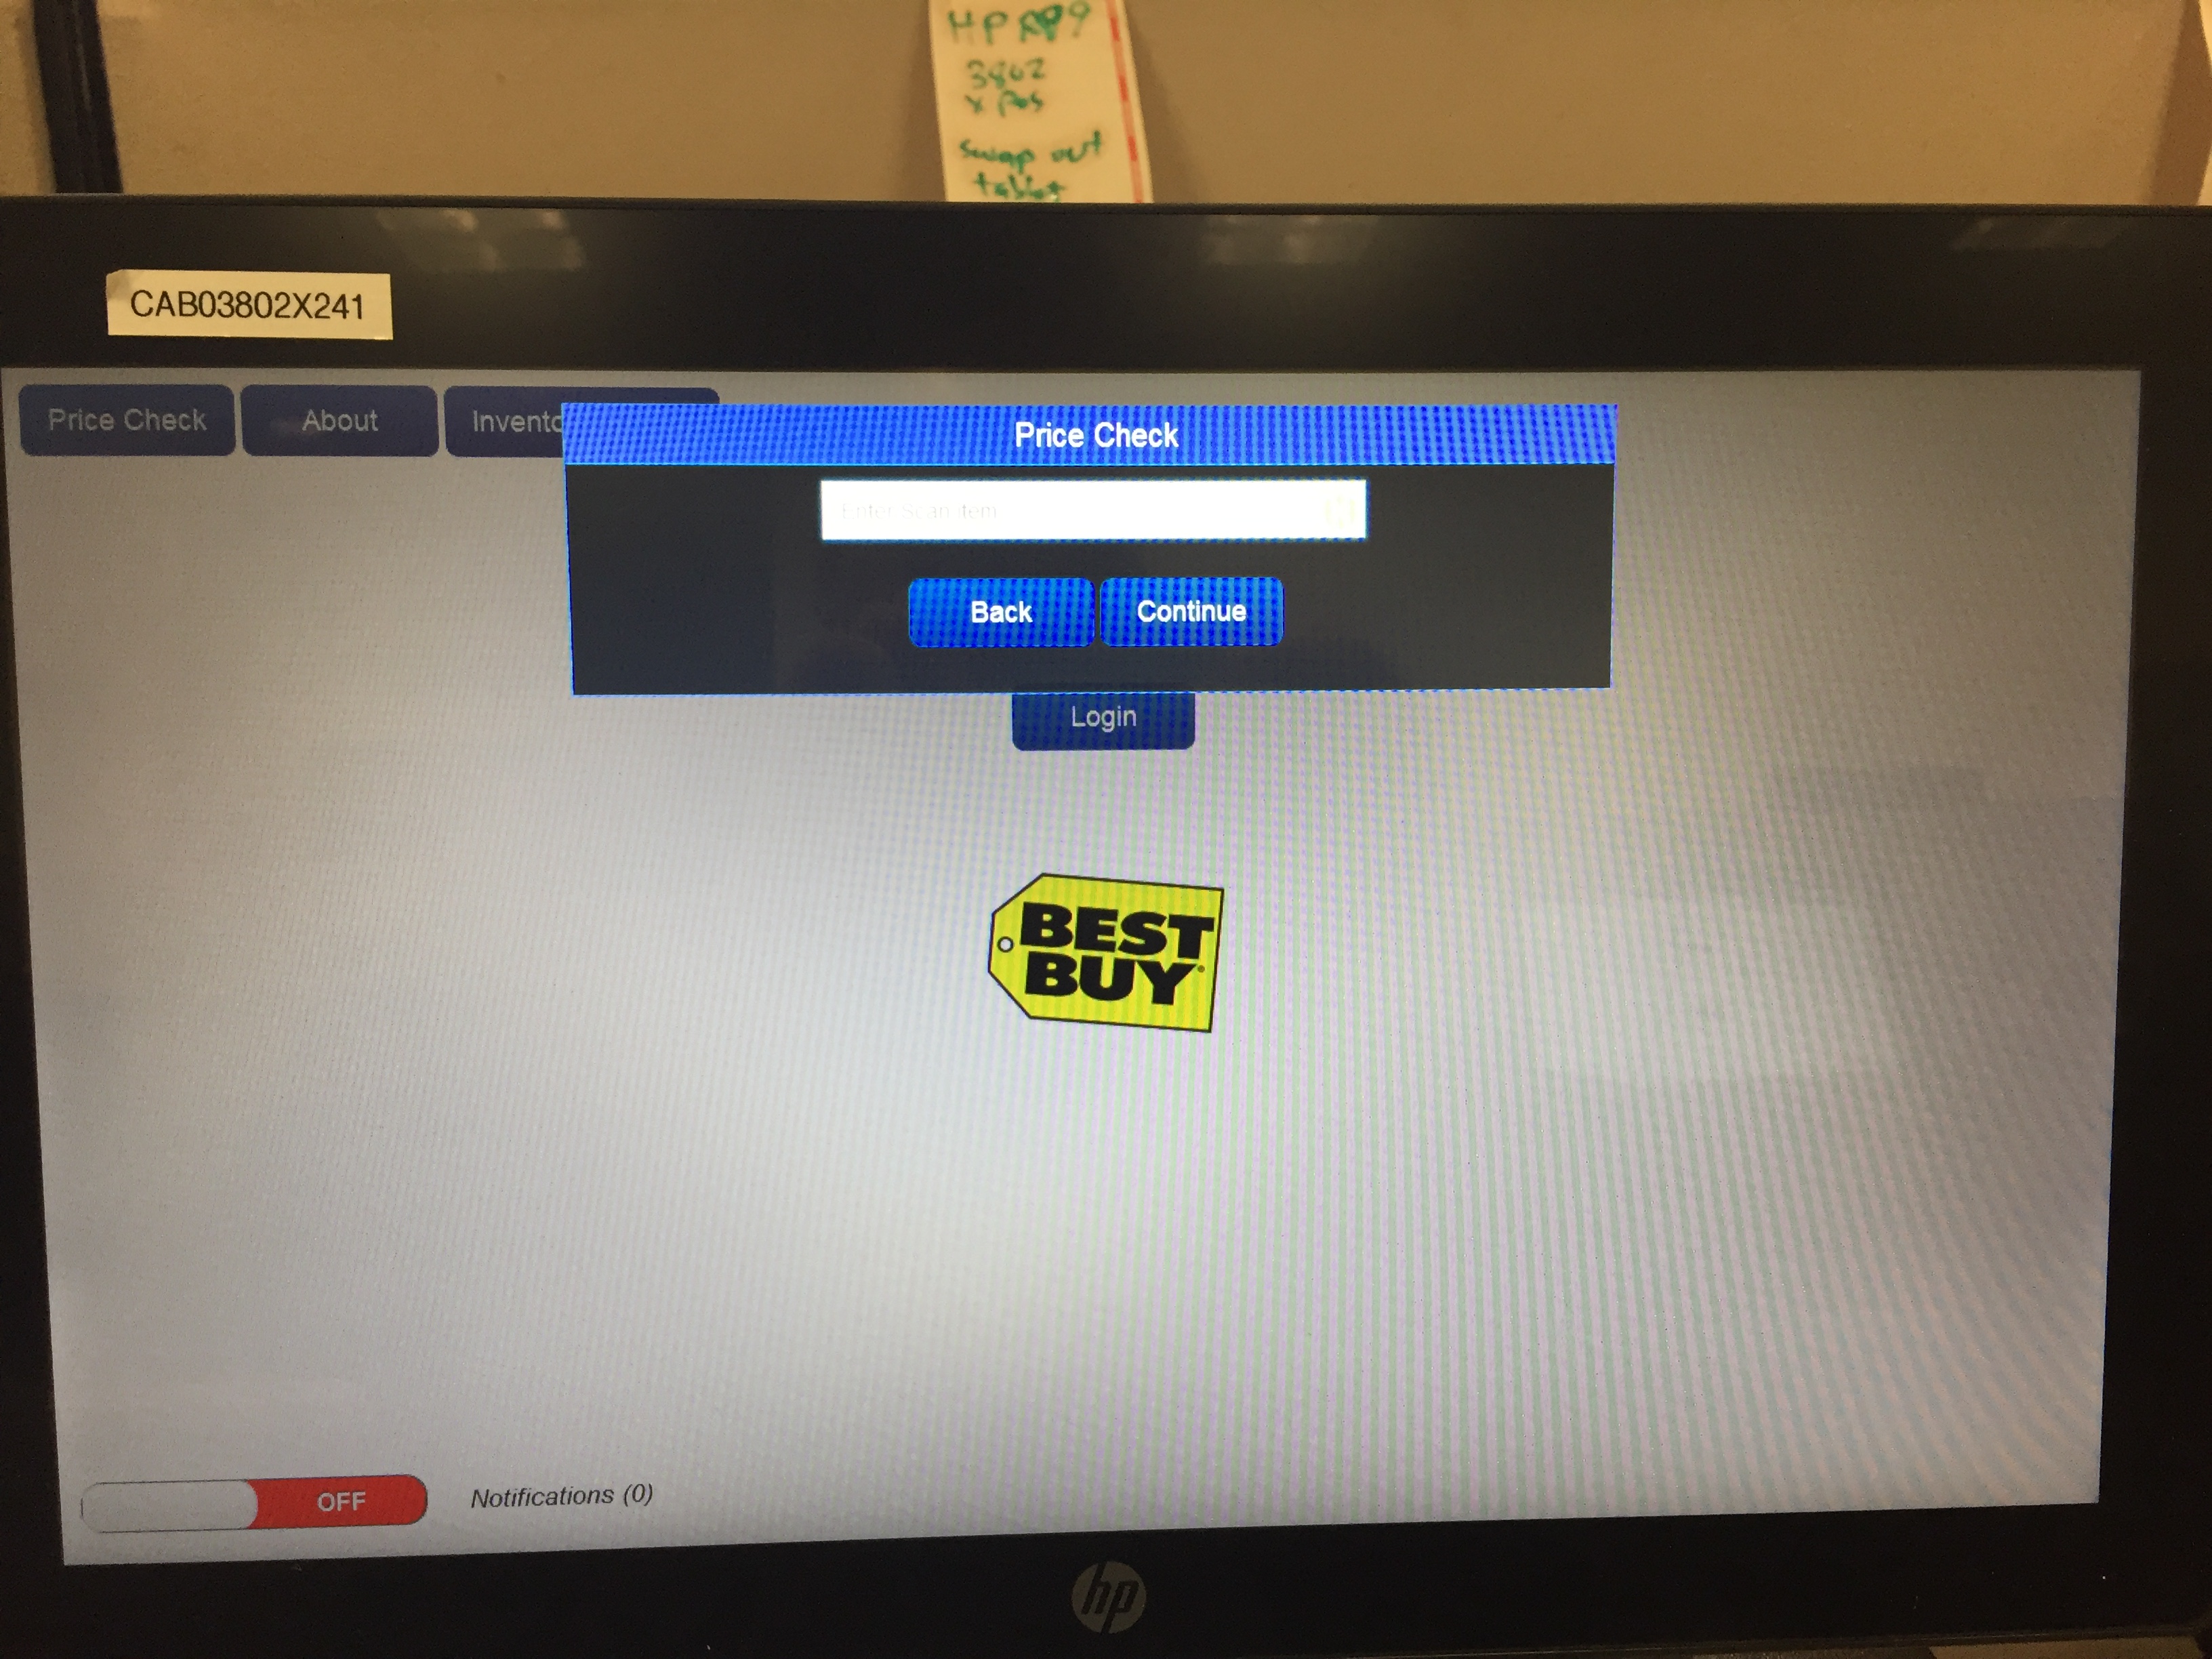 HP RP9
3802
X POS
swap out
tablet
CAB03802X241
Price Check
About
Invento
Price Check
Enter Scan Item
Back
Continue
Login
BEST
BUY
OFF
Notifications (0)
hp